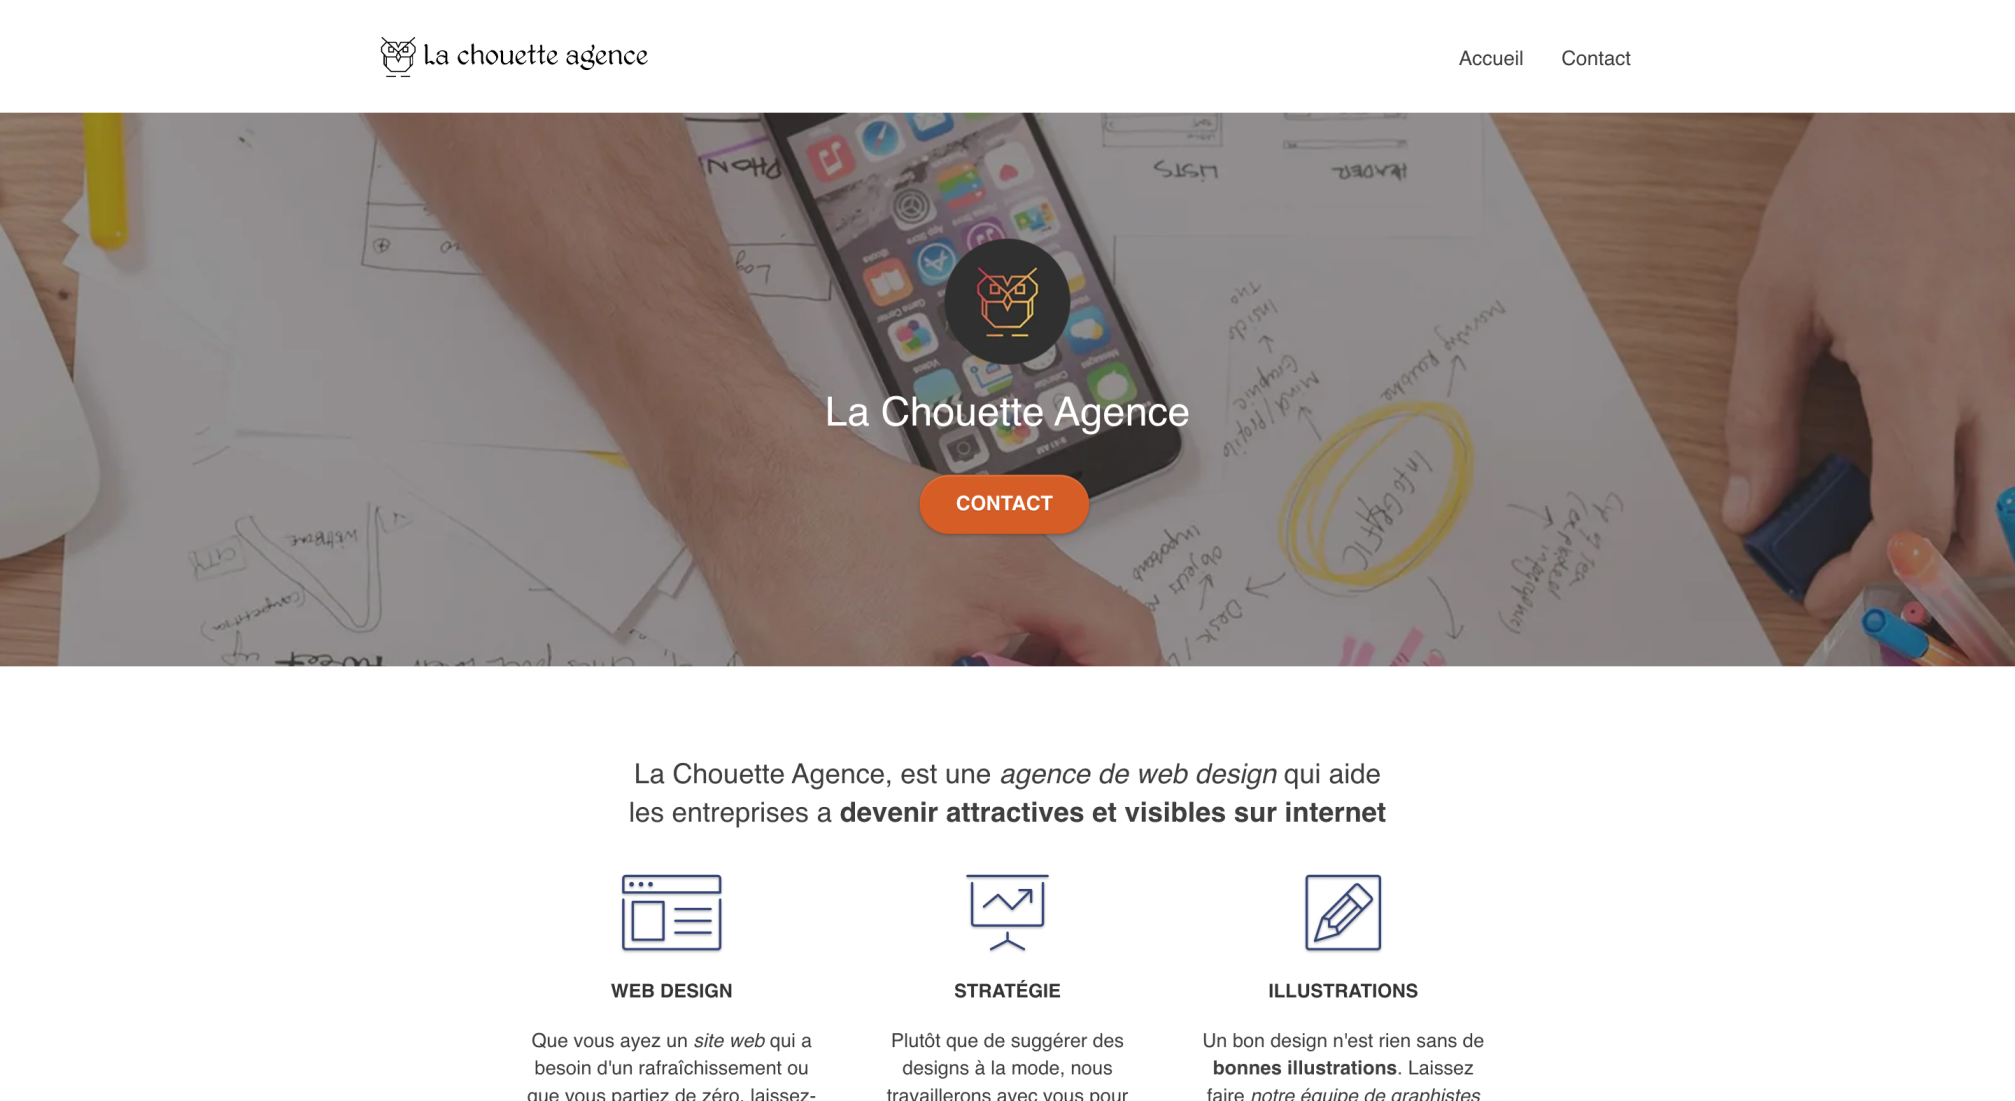 La chouette agence
Accueil Contact
La Chouette Agence
CONTACT
La Chouette Agence, est une agence de web design qui aide
les entreprises a devenir attractives et visibles sur internet
WEB DESIGN
STRATÉGIE
ILLUSTRATIONS
Que vous ayez un site web qui a
besoin d'un rafraîchissement ou
que vous partiez de zéro, laissez-
Plutôt que de suggérer des
designs à la mode, nous
travaillerons avec vous pour
Un bon design n'est rien sans de
bonnes illustrations. Laissez
faire notre équipe de graphistes
LISTS
HEADER